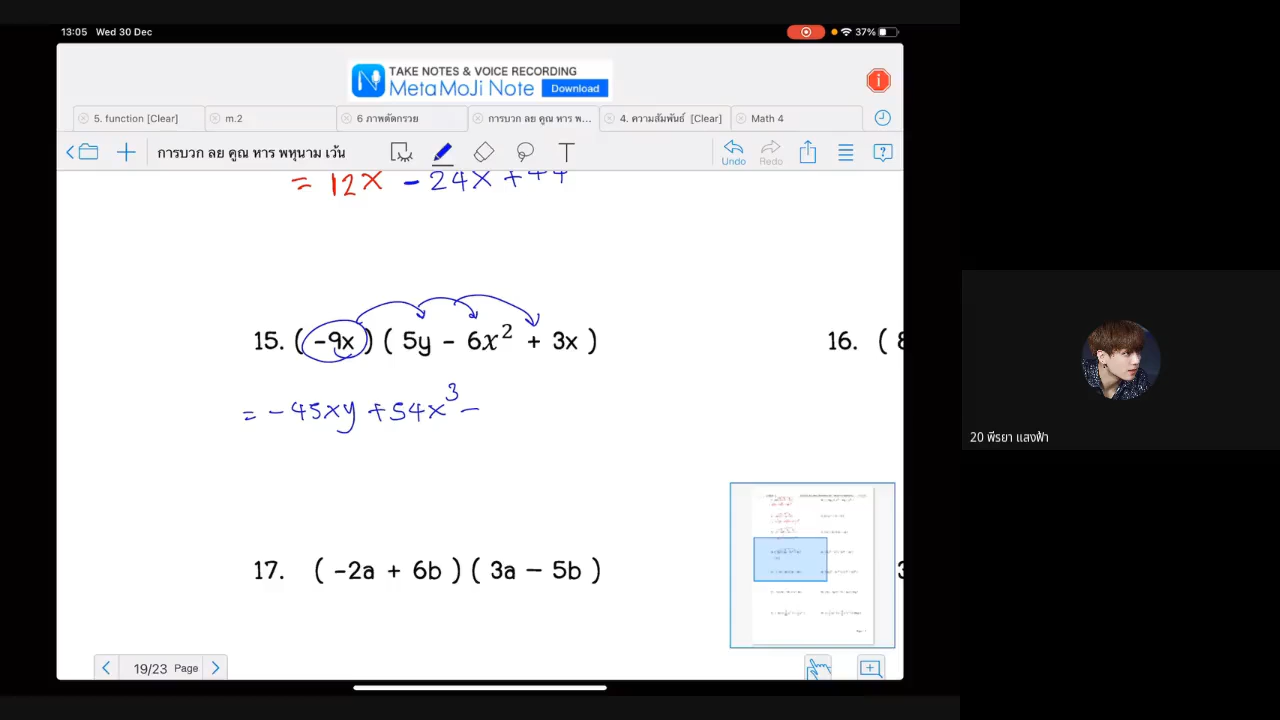 13:05 Wed 30 Dec
37%
TAKE NOTES & VOICE RECORDING
MetaMoJi Note
Download
5. function [Clear]
m.2
6 ภาพตัดกรวย
การบวก ลย คูณ หาร พ...
4. ความสัมพันธ์ [Clear]
Math 4
การบวก ลย คูณ หาร พหุนาม เว้น
T
Undo
Redo
= 12x - 24x + 44
15. ( -9x ) ( 5y - 6x² + 3x )
16. ( 8
= -45xy + 54x³ -
17. ( -2a + 6b ) ( 3a - 5b )
3
19/23 Page
20 พีรยา แสงฟ้า